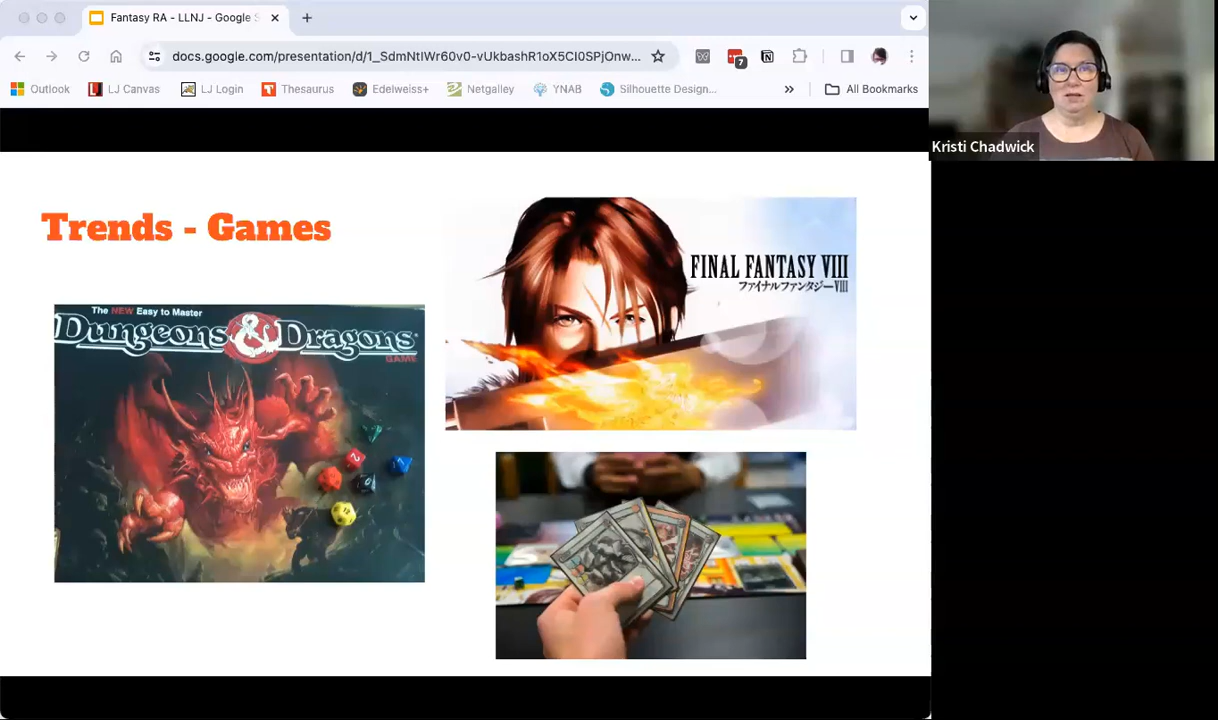 Fantasy RA - LLNJ - Google S
docs.google.com/presentation/d/1_SdmNtIWr60v0-vUkbashR1oX5CI0SPjOnw...
7
Outlook
LJ Canvas
LJ Login
Thesaurus
Edelweiss+
Netgalley
YNAB
Silhouette Design...
All Bookmarks
Kristi Chadwick
Trends - Games
FINAL FANTASY VIII
ファイナルファンタジーVIII
The NEW Easy to Master
Dungeons & Dragons
GAME